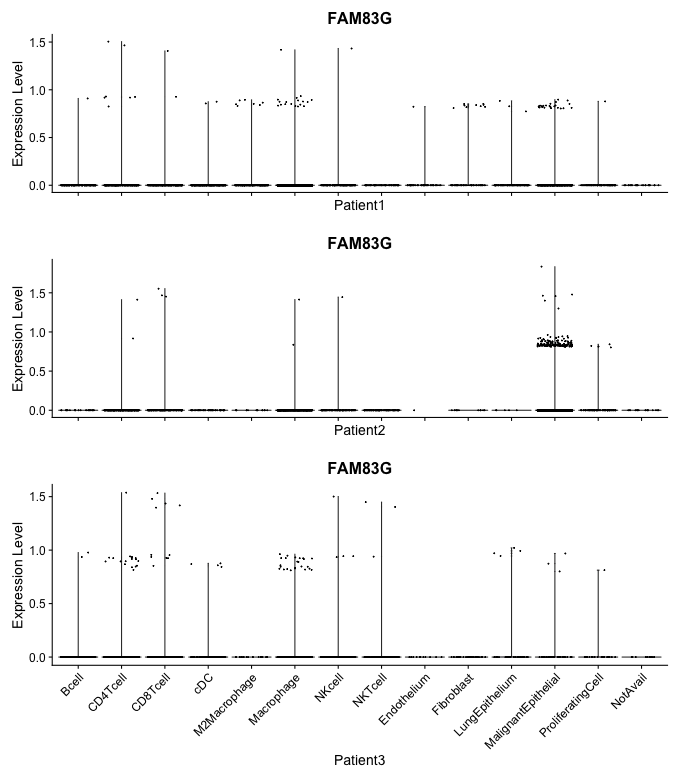 FAM83G
Expression Level
1.5
1.0
0.5
0.0
Patient1
FAM83G
Expression Level
1.5
1.0
0.5
0.0
Patient2
FAM83G
Expression Level
1.5
1.0
0.5
0.0
Bcell
CD4Tcell
CD8Tcell
cDC
M2Macrophage
Macrophage
NKcell
NKTcell
Endothelium
Fibroblast
LungEpithelium
MalignantEpithelial
ProliferatingCell
NotAvail
Patient3